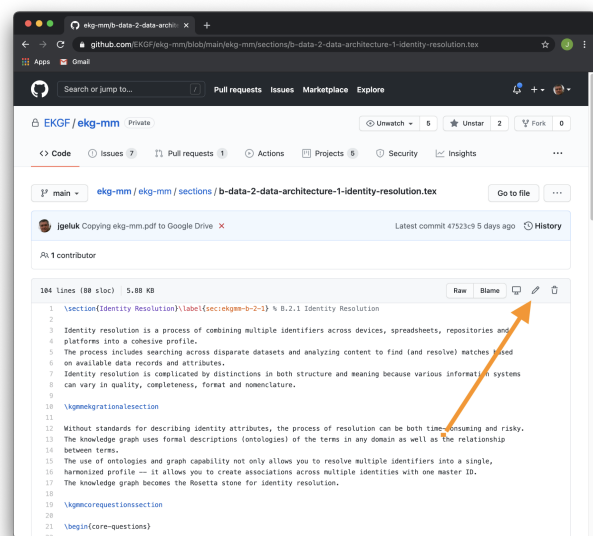 ekg-mm/b-data-2-data-archite
github.com/EKGF/ekg-mm/blob/main/ekg-mm/sections/b-data-2-data-architecture-1-identity-resolution.tex
J
Apps Gmail
Search or jump to... / Pull requests Issues Marketplace Explore
EKGF / ekg-mm Private
Unwatch 5 Unstar 2 Fork 0
Code Issues 7 Pull requests 1 Actions Projects 5 Security Insights ...
main ekg-mm / ekg-mm / sections / b-data-2-data-architecture-1-identity-resolution.tex Go to file ...
jgeluk Copying ekg-mm.pdf to Google Drive Latest commit 47523c9 5 days ago History
1 contributor
104 lines (80 sloc) 5.88 KB Raw Blame
1 \section{Identity Resolution}\label{sec:ekgmm-b-2-1} % B.2.1 Identity Resolution
2
3 Identity resolution is a process of combining multiple identifiers across devices, spreadsheets, repositories and
4 platforms into a cohesive profile.
5 The process includes searching across disparate datasets and analyzing content to find (and resolve) matches based
6 on available data records and attributes.
7 Identity resolution is complicated by distinctions in both structure and meaning because various information systems
8 can vary in quality, completeness, format and nomenclature.
9
10 \kgmmekgrationalesection
11
12 Without standards for describing identity attributes, the process of resolution can be both time-consuming and risky.
13 The knowledge graph uses formal descriptions (ontologies) of the terms in any domain as well as the relationship
14 between terms.
15 The use of ontologies and graph capability not only allows you to resolve multiple identifiers into a single,
16 harmonized profile -- it allows you to create associations across multiple identities with one master ID.
17 The knowledge graph becomes the Rosetta stone for identity resolution.
18
19 \kgmmcorequestionssection
20
21 \begin{core-questions}